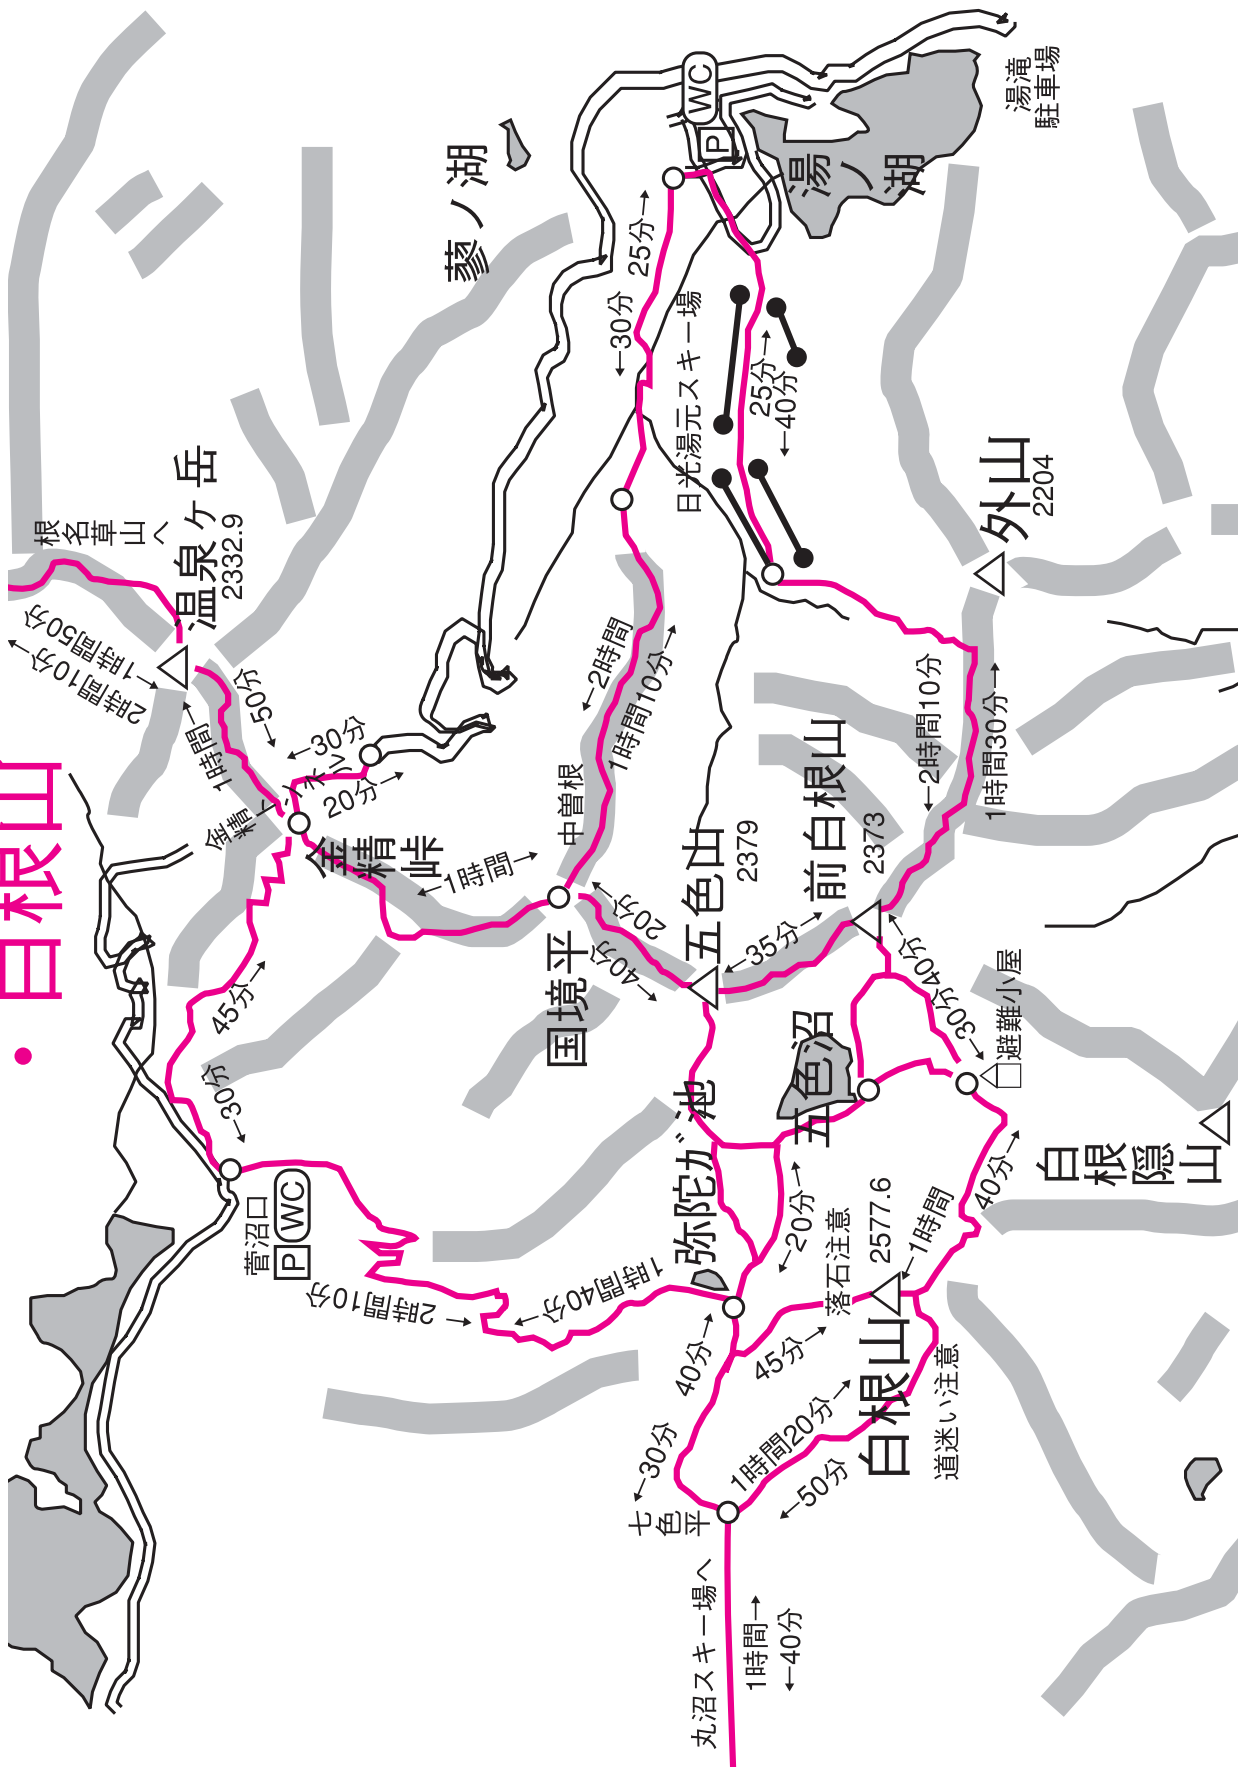 ・白根山
根名草山へ
温泉ヶ岳
2332.9
2時間10分→
←1時間50分
1時間→
←50分
←30分
20分→
金精トンネル
金精峠
45分→
←30分
菅沼口
P
WC
←1時間→
蓼ノ湖
WC
P
湯ノ湖
湯滝
駐車場
25分→
←30分
日光湯元スキー場
25分→
←40分
←2時間
1時間10分→
中曽根
国境平
20分→
←40分
五色山
2379
←35分→
前白根山
2373
←2時間10分
1時間30分→
外山
2204
←40分
30分→
避難小屋
五色沼
弥陀ガ池
←20分→
落石注意
2577.6
白根山
←1時間
40分→
白根隠山
道迷い注意
2時間10分
←1時間40分
40分→
←30分
45分→
1時間20分→
←50分
七色平
丸沼スキー場へ
1時間→
←40分